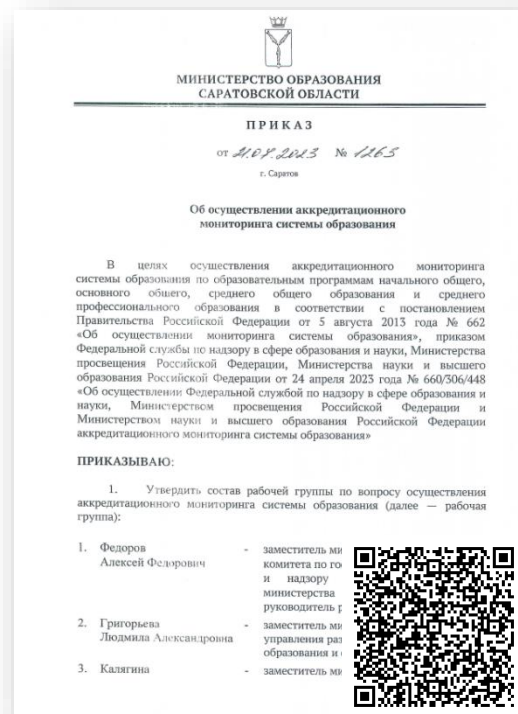 МИНИСТЕРСТВО ОБРАЗОВАНИЯ
САРАТОВСКОЙ ОБЛАСТИ
ПРИКАЗ
от 21.07.2023 № 1263
г. Саратов
Об осуществлении аккредитационного
мониторинга системы образования
В целях осуществления аккредитационного мониторинга
системы образования по образовательным программам начального общего,
основного общего, среднего общего образования и среднего
профессионального образования в соответствии с постановлением
Правительства Российской Федерации от 5 августа 2013 года № 662
«Об осуществлении мониторинга системы образования», приказом
Федеральной службы по надзору в сфере образования и науки, Министерства
просвещения Российской Федерации, Министерства науки и высшего
образования Российской Федерации от 24 апреля 2023 года № 660/306/448
«Об осуществлении Федеральной службой по надзору в сфере образования и
науки, Министерством просвещения Российской Федерации и
Министерством науки и высшего образования Российской Федерации
аккредитационного мониторинга системы образования»
ПРИКАЗЫВАЮ:
1. Утвердить состав рабочей группы по вопросу осуществления
аккредитационного мониторинга системы образования (далее — рабочая
группа):
1. Федоров - заместитель ми
Алексей Федорович комитета по гос
и надзору
министерства
руководитель р
2. Григорьева - заместитель ми
Людмила Александровна управления раз
образования и
3. Калягина - заместитель ми